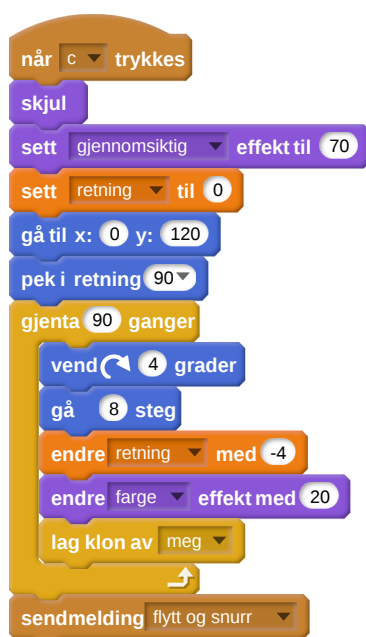 når c trykkes
skjul
sett gjennomsiktig effekt til 70
sett retning til 0
gå til x: 0 y: 120
pek i retning 90
gjenta 90 ganger
vend 4 grader
gå 8 steg
endre retning med -4
endre farge effekt med 20
lag klon av meg
send melding flytt og snurr